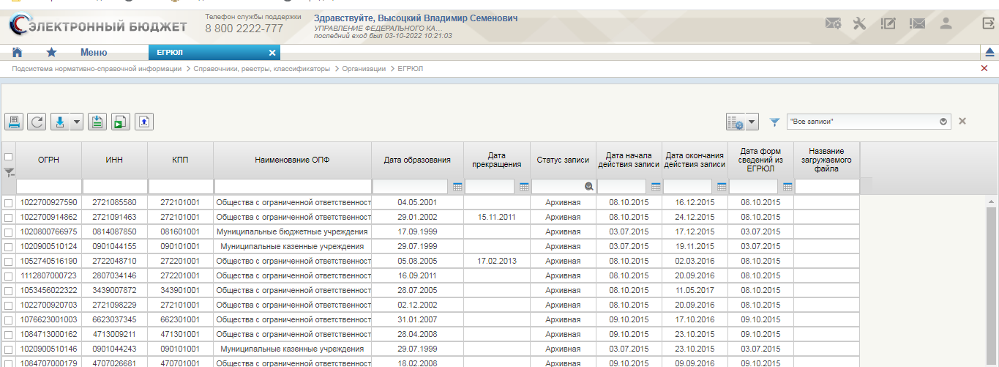 ЭЛЕКТРОННЫЙ БЮДЖЕТ
Телефон службы поддержки
8 800 2222-777
Здравствуйте, Высоцкий Владимир Семенович
УПРАВЛЕНИЕ ФЕДЕРАЛЬНОГО КА...
последний вход был 03-10-2022 10:21:03
Меню
ЕГРЮЛ
Подсистема нормативно-справочной информации > Справочники, реестры, классификаторы > Организации > ЕГРЮЛ
"Все записи"
ОГРН ИНН КПП Наименование ОПФ Дата образования Дата прекращения Статус записи Дата начала действия записи Дата окончания действия записи Дата форм сведений из ЕГРЮЛ Название загружаемого файла
1022700927590 2721085580 272101001 Общества с ограниченной ответственност 04.05.2001 Архивная 08.10.2015 16.12.2015 08.10.2015
1022700914862 2721091463 272101001 Общества с ограниченной ответственност 29.01.2002 15.11.2011 Архивная 08.10.2015 24.12.2015 08.10.2015
1020800766975 0814087850 081601001 Муниципальные бюджетные учреждения 17.09.1999 Архивная 03.07.2015 17.12.2015 03.07.2015
1020900510124 0901044155 090101001 Муниципальные казенные учреждения 29.07.1999 Архивная 03.07.2015 19.11.2015 03.07.2015
1052740516190 2722048710 272201001 Общество с ограниченной ответственност 05.08.2005 17.02.2013 Архивная 08.10.2015 02.03.2016 08.10.2015
1112807000723 2807034146 272201001 Общества с ограниченной ответственност 16.09.2011 Архивная 08.10.2015 20.09.2016 08.10.2015
1053456022322 3439007872 343901001 Общества с ограниченной ответственност 28.07.2005 Архивная 08.10.2015 11.05.2017 08.10.2015
1022700920703 2721098229 272101001 Общества с ограниченной ответственност 02.12.2002 Архивная 08.10.2015 20.09.2016 08.10.2015
1076623001003 6623037345 662301001 Общества с ограниченной ответственност 31.01.2007 Архивная 09.10.2015 17.10.2016 09.10.2015
1084713000162 4713009211 471301001 Общества с ограниченной ответственност 28.04.2008 Архивная 09.10.2015 23.10.2015 09.10.2015
1020900510146 0901044243 090101001 Муниципальные казенные учреждения 29.07.1999 Архивная 03.07.2015 23.10.2015 03.07.2015
1084707000179 4707026681 470701001 Общества с ограниченной ответственност 18.02.2008 Архивная 09.10.2015 09.09.2016 09.10.2015